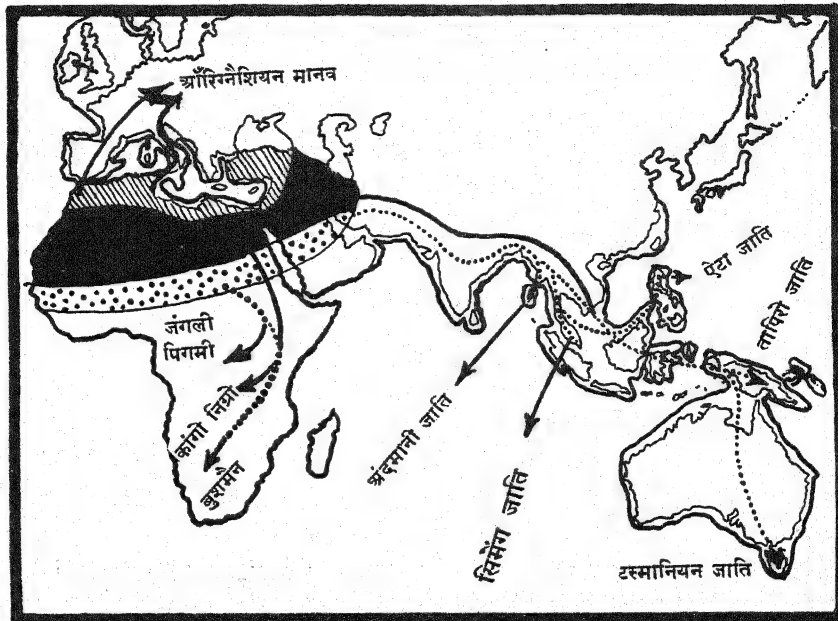 ऑरिग्नैशियन मानव
ऐटा जाति
तापिरो जाति
जंगली
पिगमी
कांगो निग्रो
बुशमैन
अंदमानी जाति
सिमैंग जाति
टस्मानियन जाति